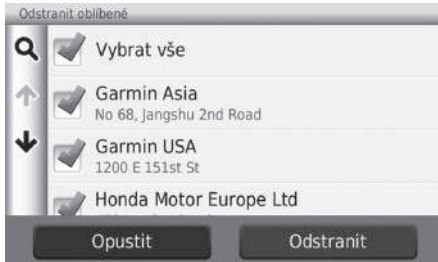 Odstranit oblíbené
Vybrat vše
Garmin Asia
No 68, Jangshu 2nd Road
Garmin USA
1200 E 151st St
Honda Motor Europe Ltd
Opustit
Odstranit